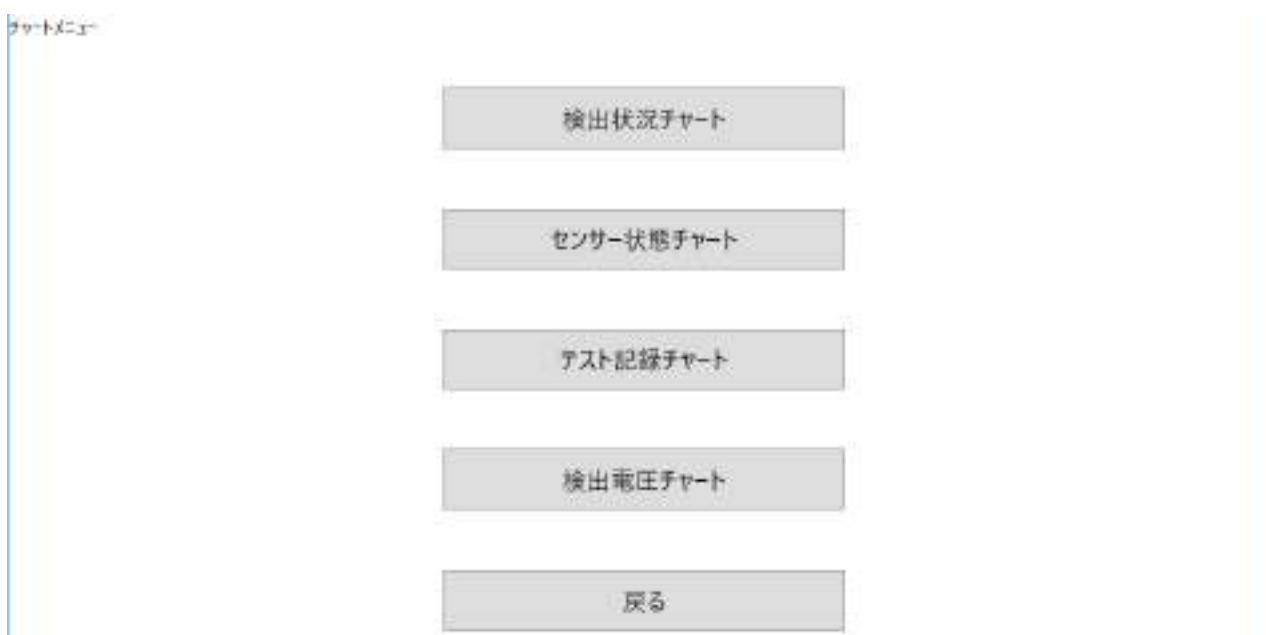 チャートメニュー
検出状況チャート
センサー状態チャート
テスト記録チャート
検出電圧チャート
戻る